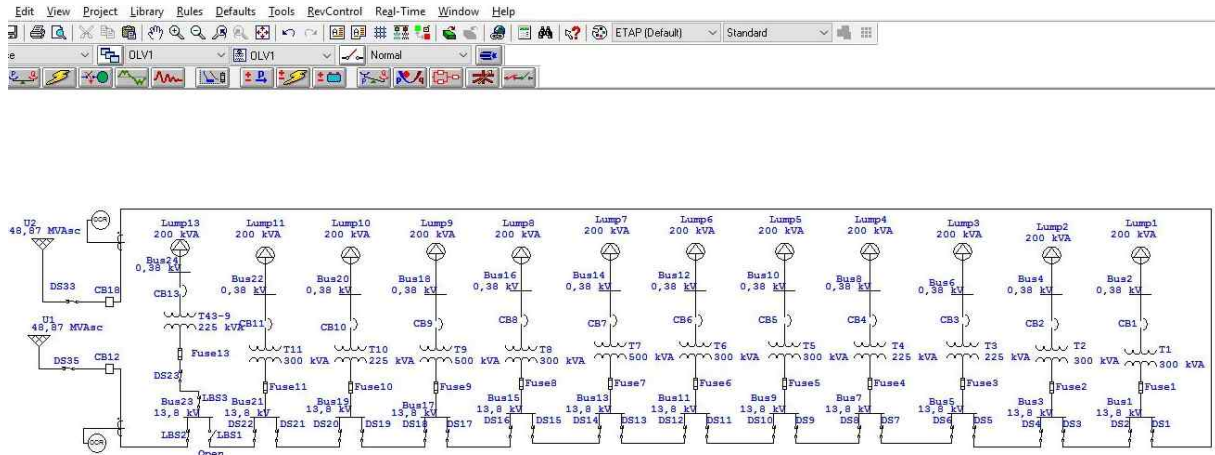 Edit View Project Library Rules Defaults Tools RevControl Real-Time Window Help
ETAP (Default) Standard
OLV1 OLV1 Normal
U2
48,87 MVAsc
OCR
DS33 CB18
U1
48,87 MVAsc
DS35 CB12
OCR
Lump13
200 kVA
Bus24
0,38 kV
CB13
T43-9
225 kVA
Fuse13
DS23
LBS3
Bus23
13,8 kV
LBS2 LBS1
Open
Lump11
200 kVA
Bus22
0,38 kV
CB11
T11
300 kVA
Fuse11
Bus21
13,8 kV
DS22 DS21
Lump10
200 kVA
Bus20
0,38 kV
CB10
T10
225 kVA
Fuse10
Bus19
13,8 kV
DS20 DS19
Lump9
200 kVA
Bus18
0,38 kV
CB9
T9
500 kVA
Fuse9
Bus17
13,8 kV
DS18 DS17
Lump8
200 kVA
Bus16
0,38 kV
CB8
T8
300 kVA
Fuse8
Bus15
13,8 kV
DS16 DS15
Lump7
200 kVA
Bus14
0,38 kV
CB7
T7
500 kVA
Fuse7
Bus13
13,8 kV
DS14 DS13
Lump6
200 kVA
Bus12
0,38 kV
CB6
T6
300 kVA
Fuse6
Bus11
13,8 kV
DS12 DS11
Lump5
200 kVA
Bus10
0,38 kV
CB5
T5
300 kVA
Fuse5
Bus9
13,8 kV
DS10 DS9
Lump4
200 kVA
Bus8
0,38 kV
CB4
T4
225 kVA
Fuse4
Bus7
13,8 kV
DS8 DS7
Lump3
200 kVA
Bus6
0,38 kV
CB3
T3
225 kVA
Fuse3
Bus5
13,8 kV
DS6 DS5
Lump2
200 kVA
Bus4
0,38 kV
CB2
T2
300 kVA
Fuse2
Bus3
13,8 kV
DS4 DS3
Lump1
200 kVA
Bus2
0,38 kV
CB1
T1
300 kVA
Fuse1
Bus1
13,8 kV
DS2 DS1